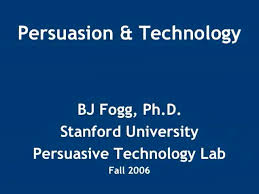 Persuasion & Technology
BJ Fogg, Ph.D.
Stanford University
Persuasive Technology Lab
Fall 2006